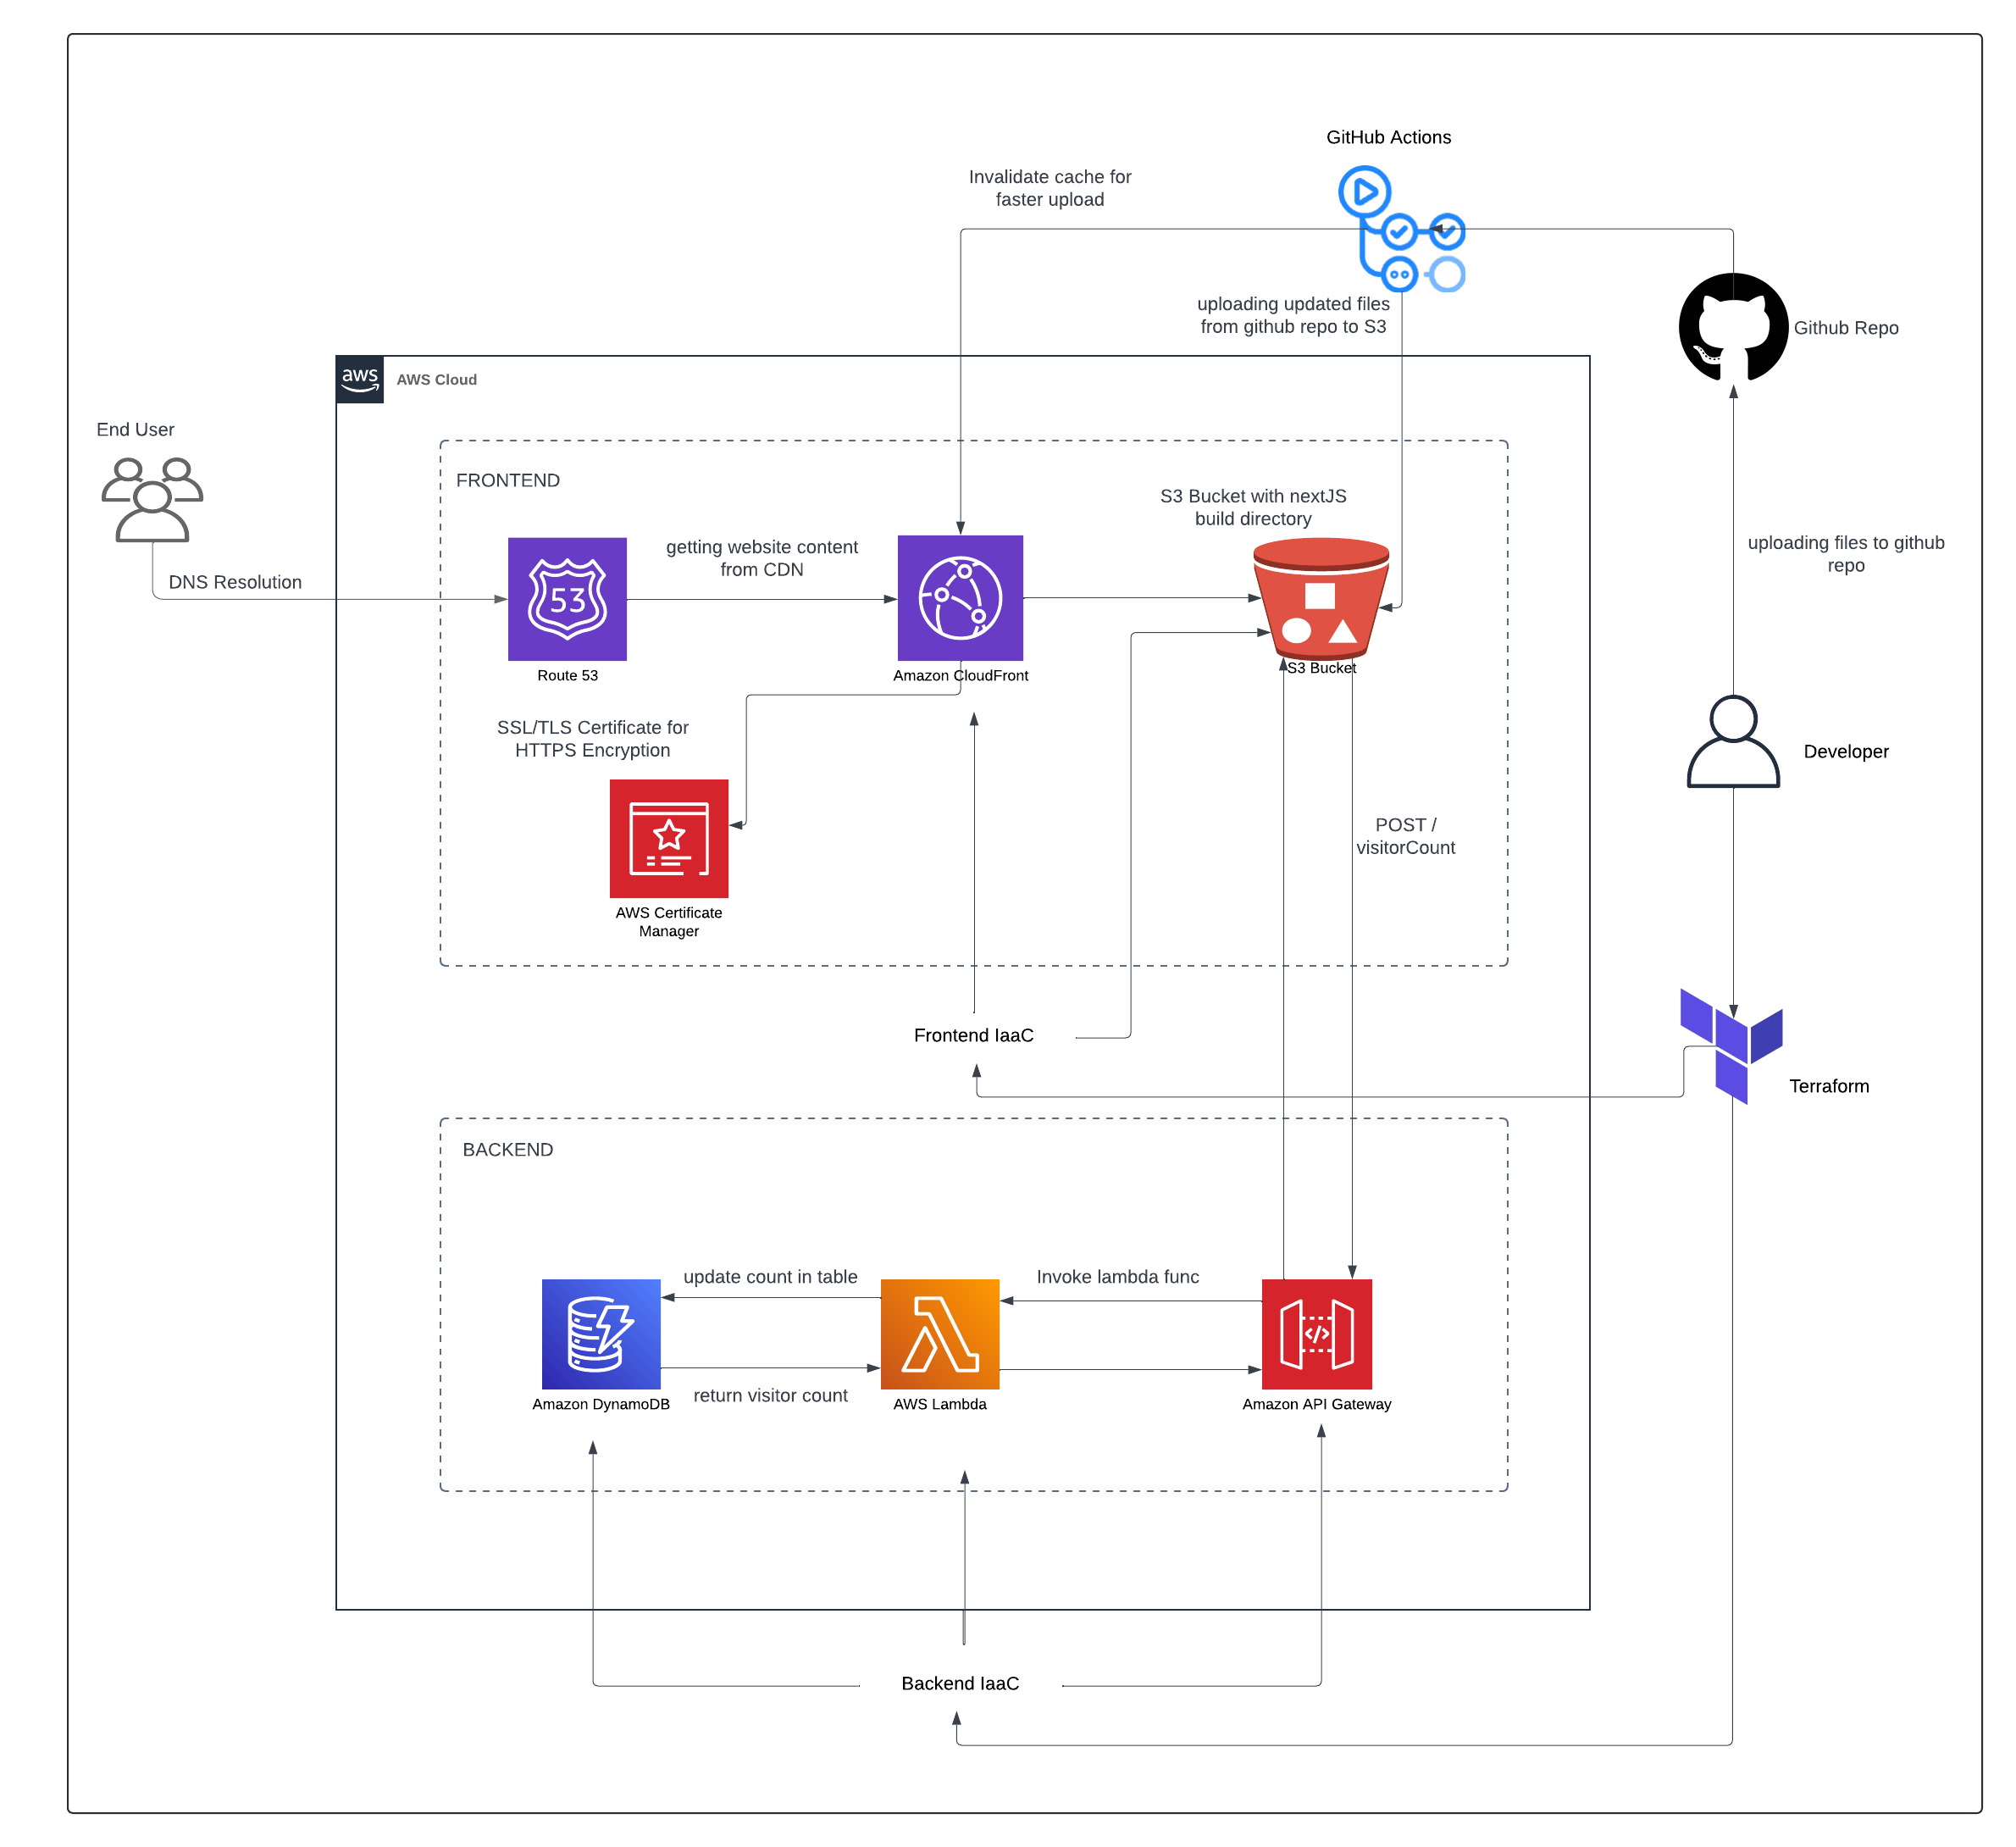 GitHub Actions
Invalidate cache for
faster upload
uploading updated files
from github repo to S3
Github Repo
aws
AWS Cloud
End User
FRONTEND
S3 Bucket with nextJS
build directory
getting website content
from CDN
uploading files to github
repo
DNS Resolution
53
Route 53
Amazon CloudFront
S3 Bucket
SSL/TLS Certificate for
HTTPS Encryption
Developer
POST /
visitorCount
AWS Certificate
Manager
Frontend IaaC
Terraform
BACKEND
update count in table
Invoke lambda func
</>
return visitor count
Amazon DynamoDB
AWS Lambda
Amazon API Gateway
Backend IaaC